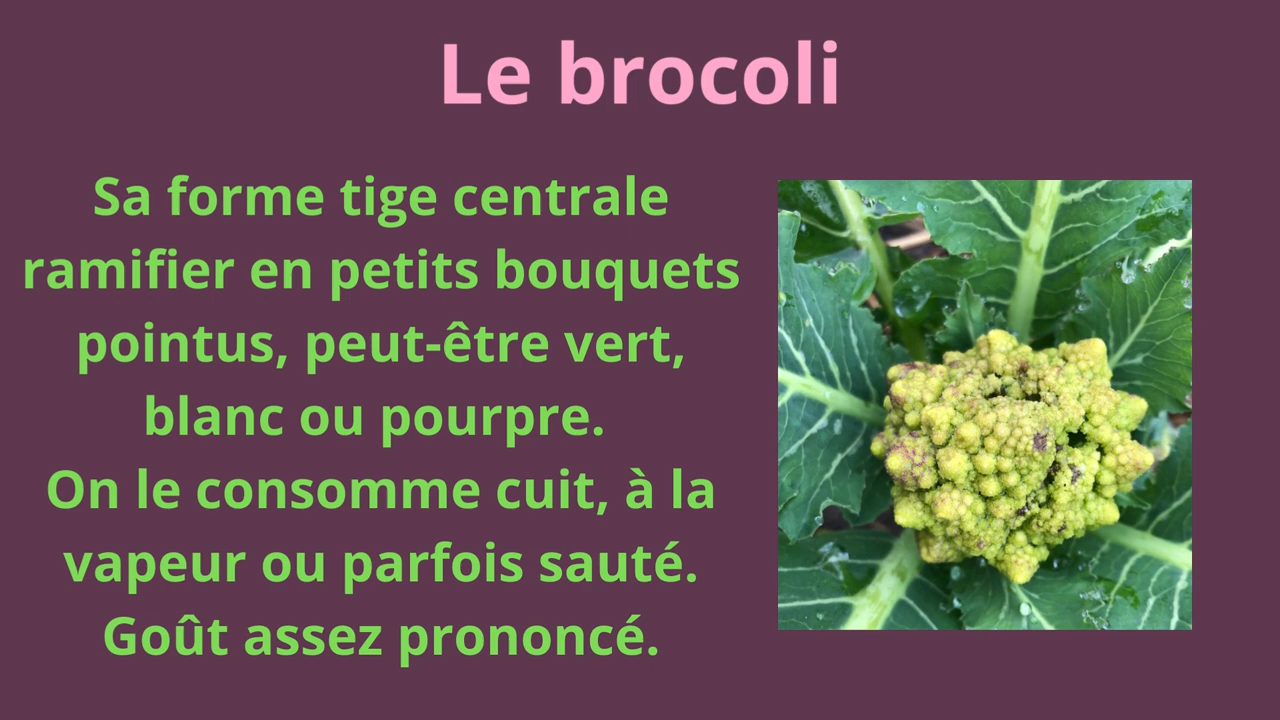 Le brocoli
Sa forme tige centrale
ramifier en petits bouquets
pointus, peut-être vert,
blanc ou pourpre.
On le consomme cuit, à la
vapeur ou parfois sauté.
Goût assez prononcé.